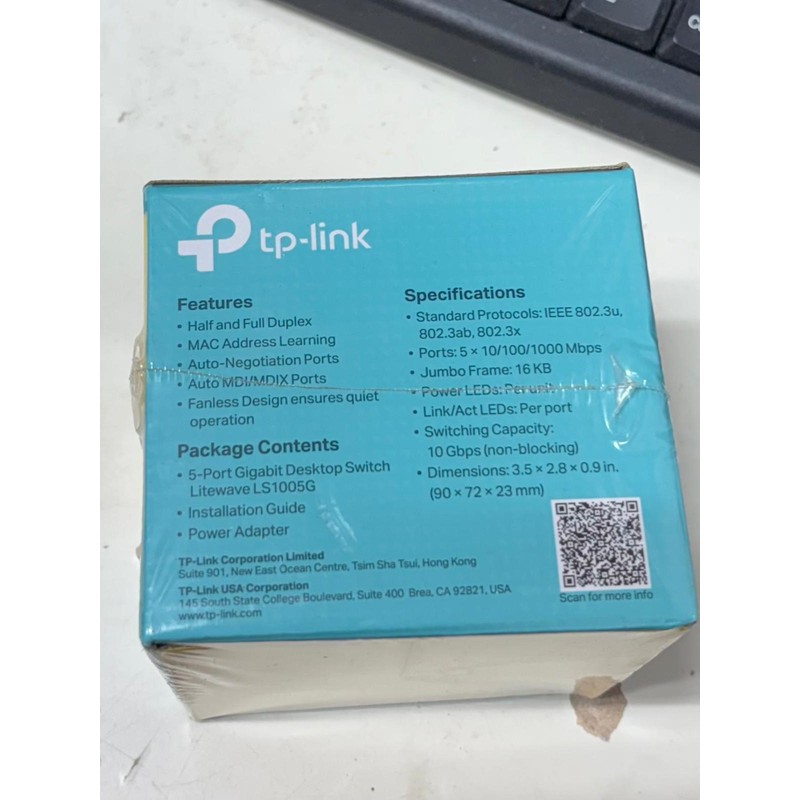 tp-link
Features
• Half and Full Duplex
• MAC Address Learning
• Auto-Negotiation Ports
• Auto MDI/MDIX Ports
• Fanless Design ensures quiet
operation
Package Contents
• 5-Port Gigabit Desktop Switch
Litewave LS1005G
• Installation Guide
• Power Adapter
Specifications
• Standard Protocols: IEEE 802.3u,
802.3ab, 802.3x
• Ports: 5 × 10/100/1000 Mbps
• Jumbo Frame: 16 KB
• Power LEDs: Per unit
• Link/Act LEDs: Per port
• Switching Capacity:
10 Gbps (non-blocking)
• Dimensions: 3.5 × 2.8 × 0.9 in.
(90 × 72 × 23 mm)
TP-Link Corporation Limited
Suite 901, New East Ocean Centre, Tsim Sha Tsui, Hong Kong
TP-Link USA Corporation
145 South State College Boulevard, Suite 400 Brea, CA 92821, USA
www.tp-link.com
Scan for more info